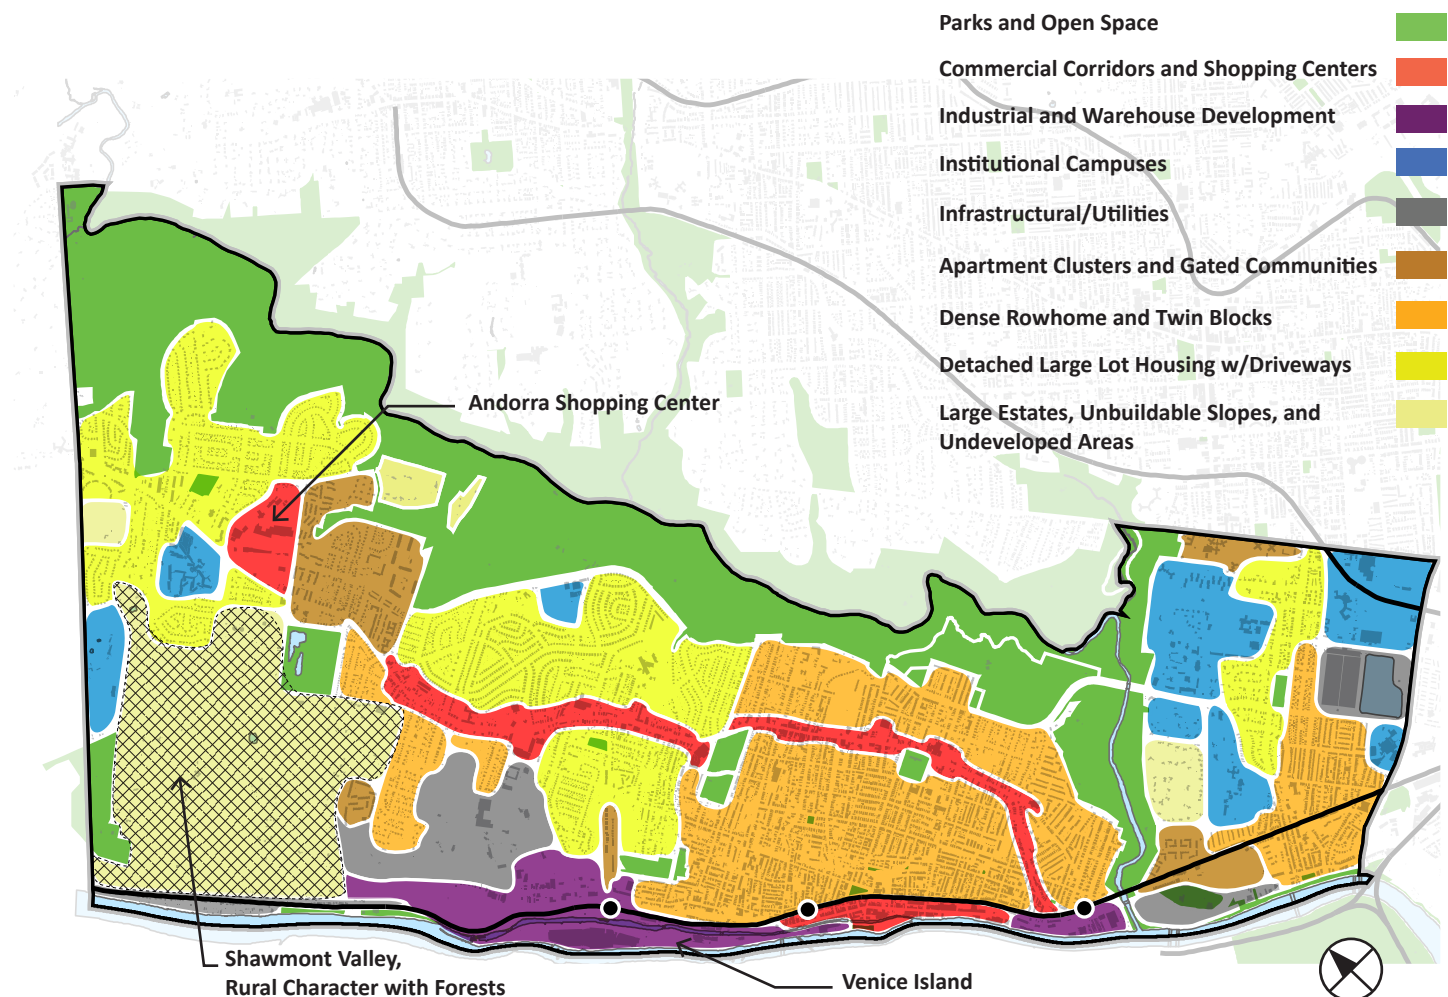 Parks and Open Space
Commercial Corridors and Shopping Centers
Industrial and Warehouse Development
Institutional Campuses
Infrastructural/Utilities
Apartment Clusters and Gated Communities
Dense Rowhome and Twin Blocks
Detached Large Lot Housing w/Driveways
Large Estates, Unbuildable Slopes, and
Undeveloped Areas
Andorra Shopping Center
Shawmont Valley,
Rural Character with Forests
Venice Island